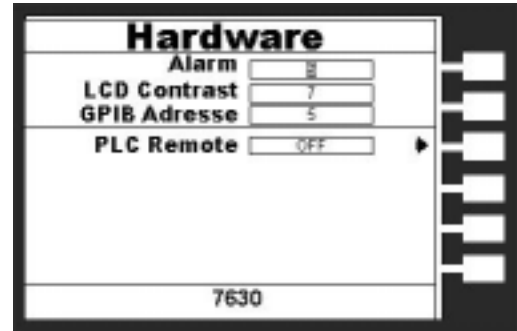 Hardware
Alarm
LCD Contrast 7
GPIB Adresse 5
PLC Remote OFF
7630